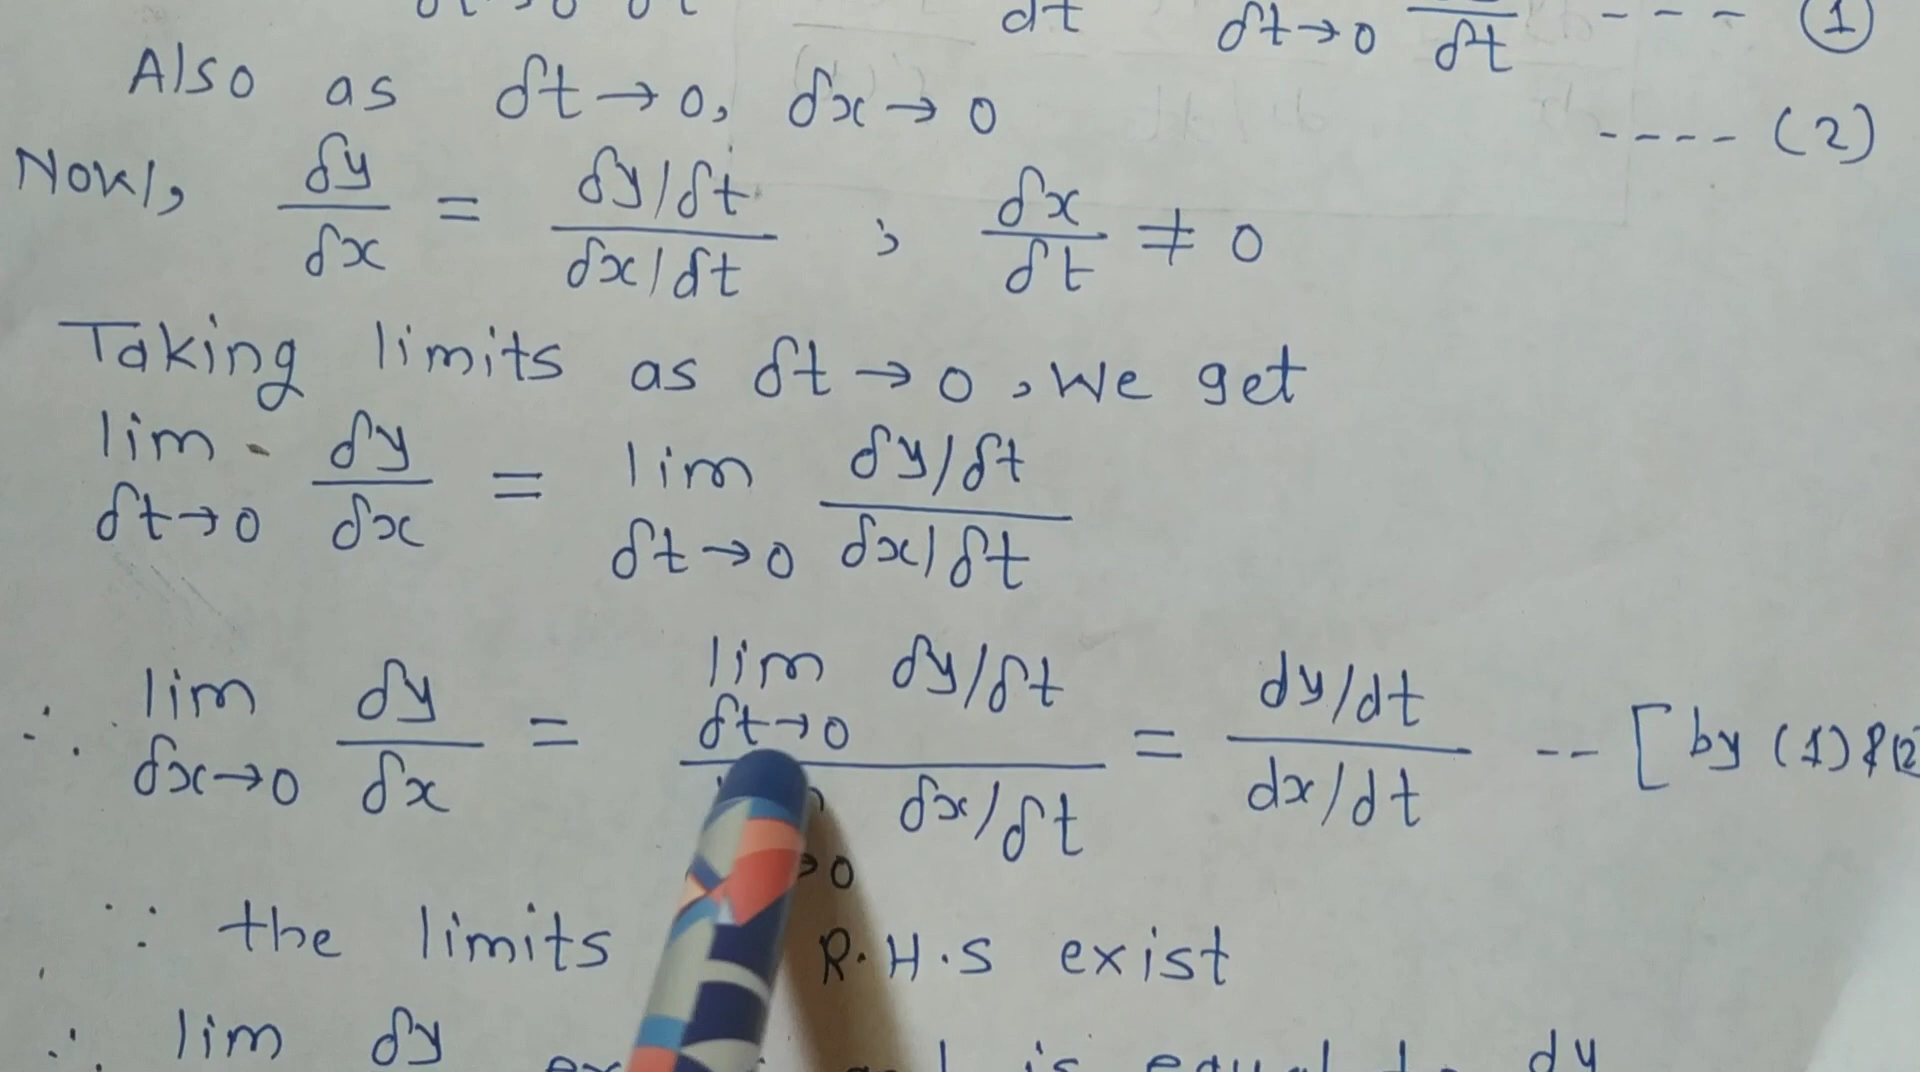 dt δt→0 δt ---- (1)
Also as δt→0, δx→0 ---- (2)
Now, δy/δx = (δy/δt)/(δx/δt) ; δx/δt ≠ 0
Taking limits as δt→0, we get
lim δt→0 δy/δx = lim δt→0 (δy/δt)/(δx/δt)
∴ lim δx→0 δy/δx = (lim δt→0 δy/δt)/( →0 δx/δt) = (dy/dt)/(dx/dt) -- [by (1) & (2
∵ the limits R.H.S exist
∴ lim δy is equal dy